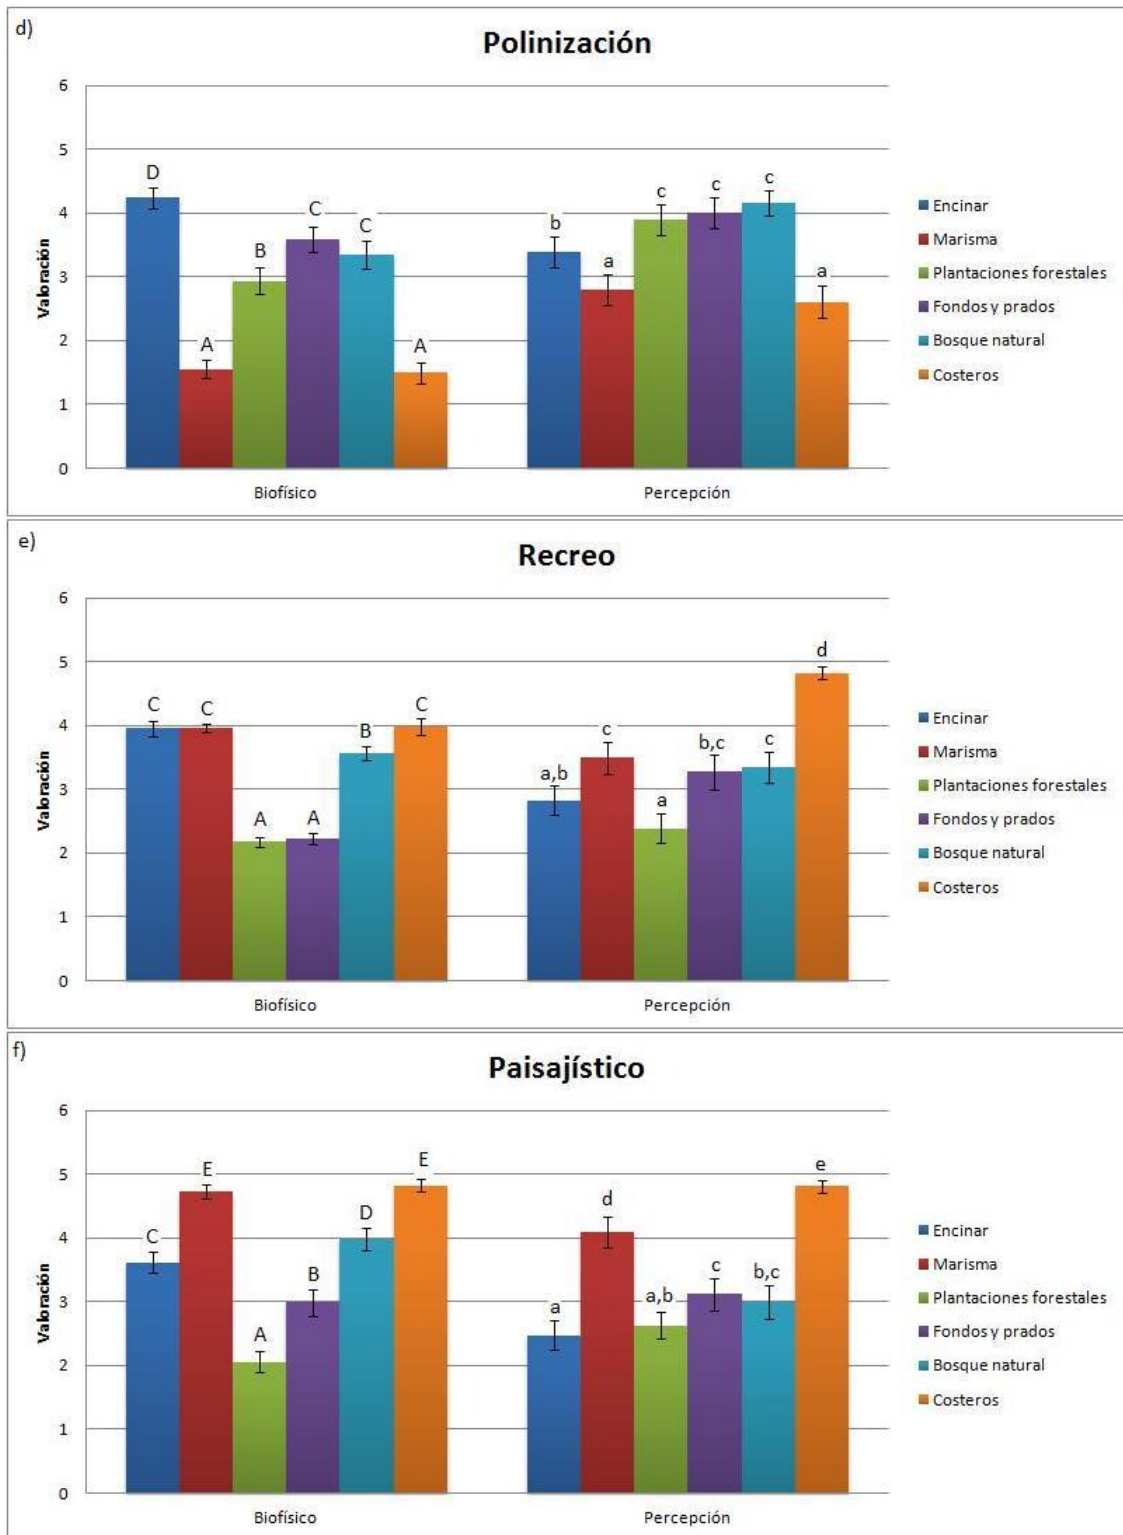 d)
Polinización
6
5
4
3
2
1
0
Valoración
D
A
B
C
C
A
b
a
c
c
c
a
Biofísico
Percepción
Encinar
Marisma
Plantaciones forestales
Fondos y prados
Bosque natural
Costeros
e)
Recreo
6
5
4
3
2
1
0
Valoración
C
C
A
A
B
C
a,b
c
a
b,c
c
d
Biofísico
Percepción
Encinar
Marisma
Plantaciones forestales
Fondos y prados
Bosque natural
Costeros
f)
Paisajístico
6
5
4
3
2
1
0
Valoración
C
E
A
B
D
E
a
d
a,b
c
b,c
e
Biofísico
Percepción
Encinar
Marisma
Plantaciones forestales
Fondos y prados
Bosque natural
Costeros